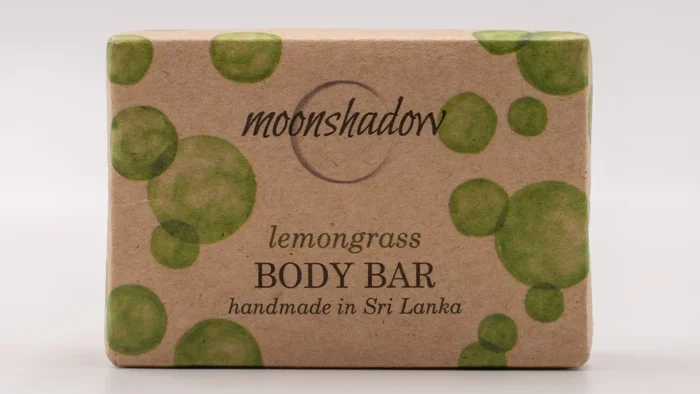 moonshadow
lemongrass
BODY BAR
handmade in Sri Lanka